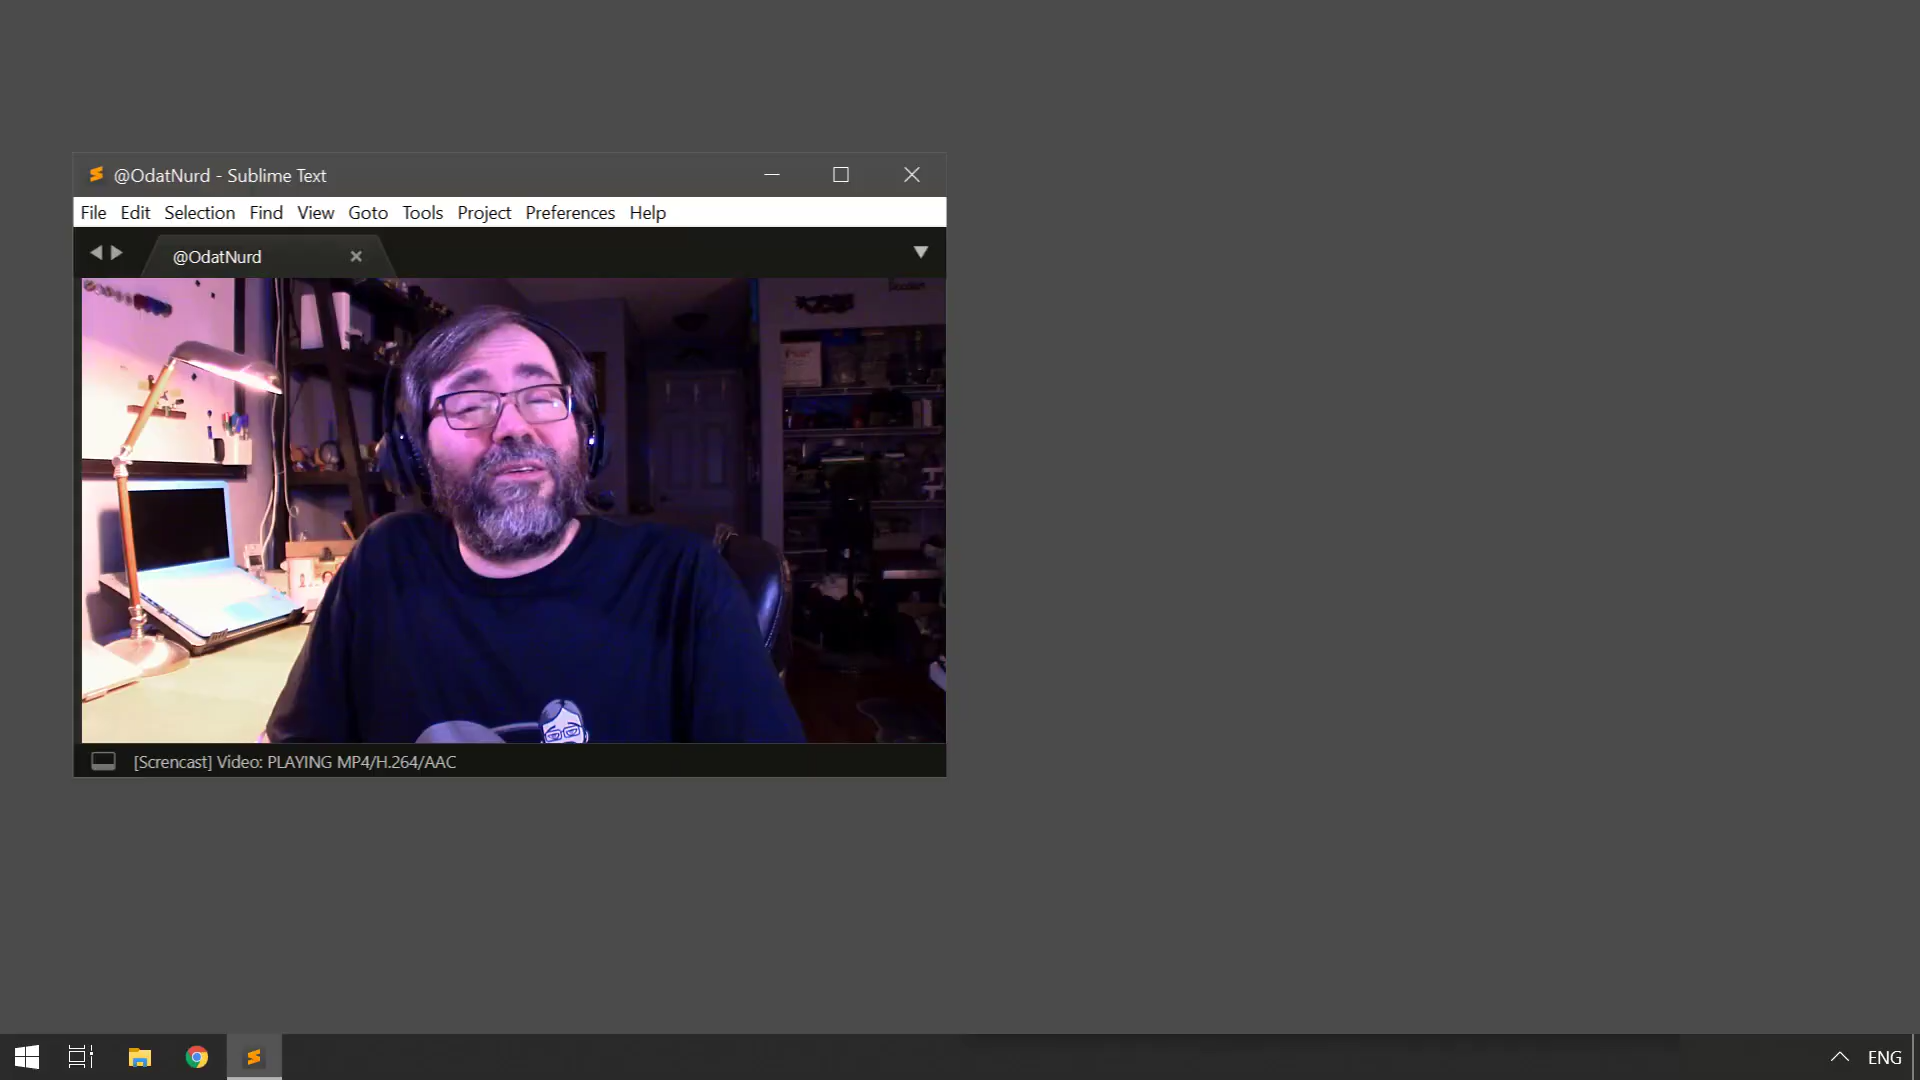 @OdatNurd - Sublime Text
File Edit Selection Find View Goto Tools Project Preferences Help
@OdatNurd
[Screncast] Video: PLAYING MP4/H.264/AAC
ENG